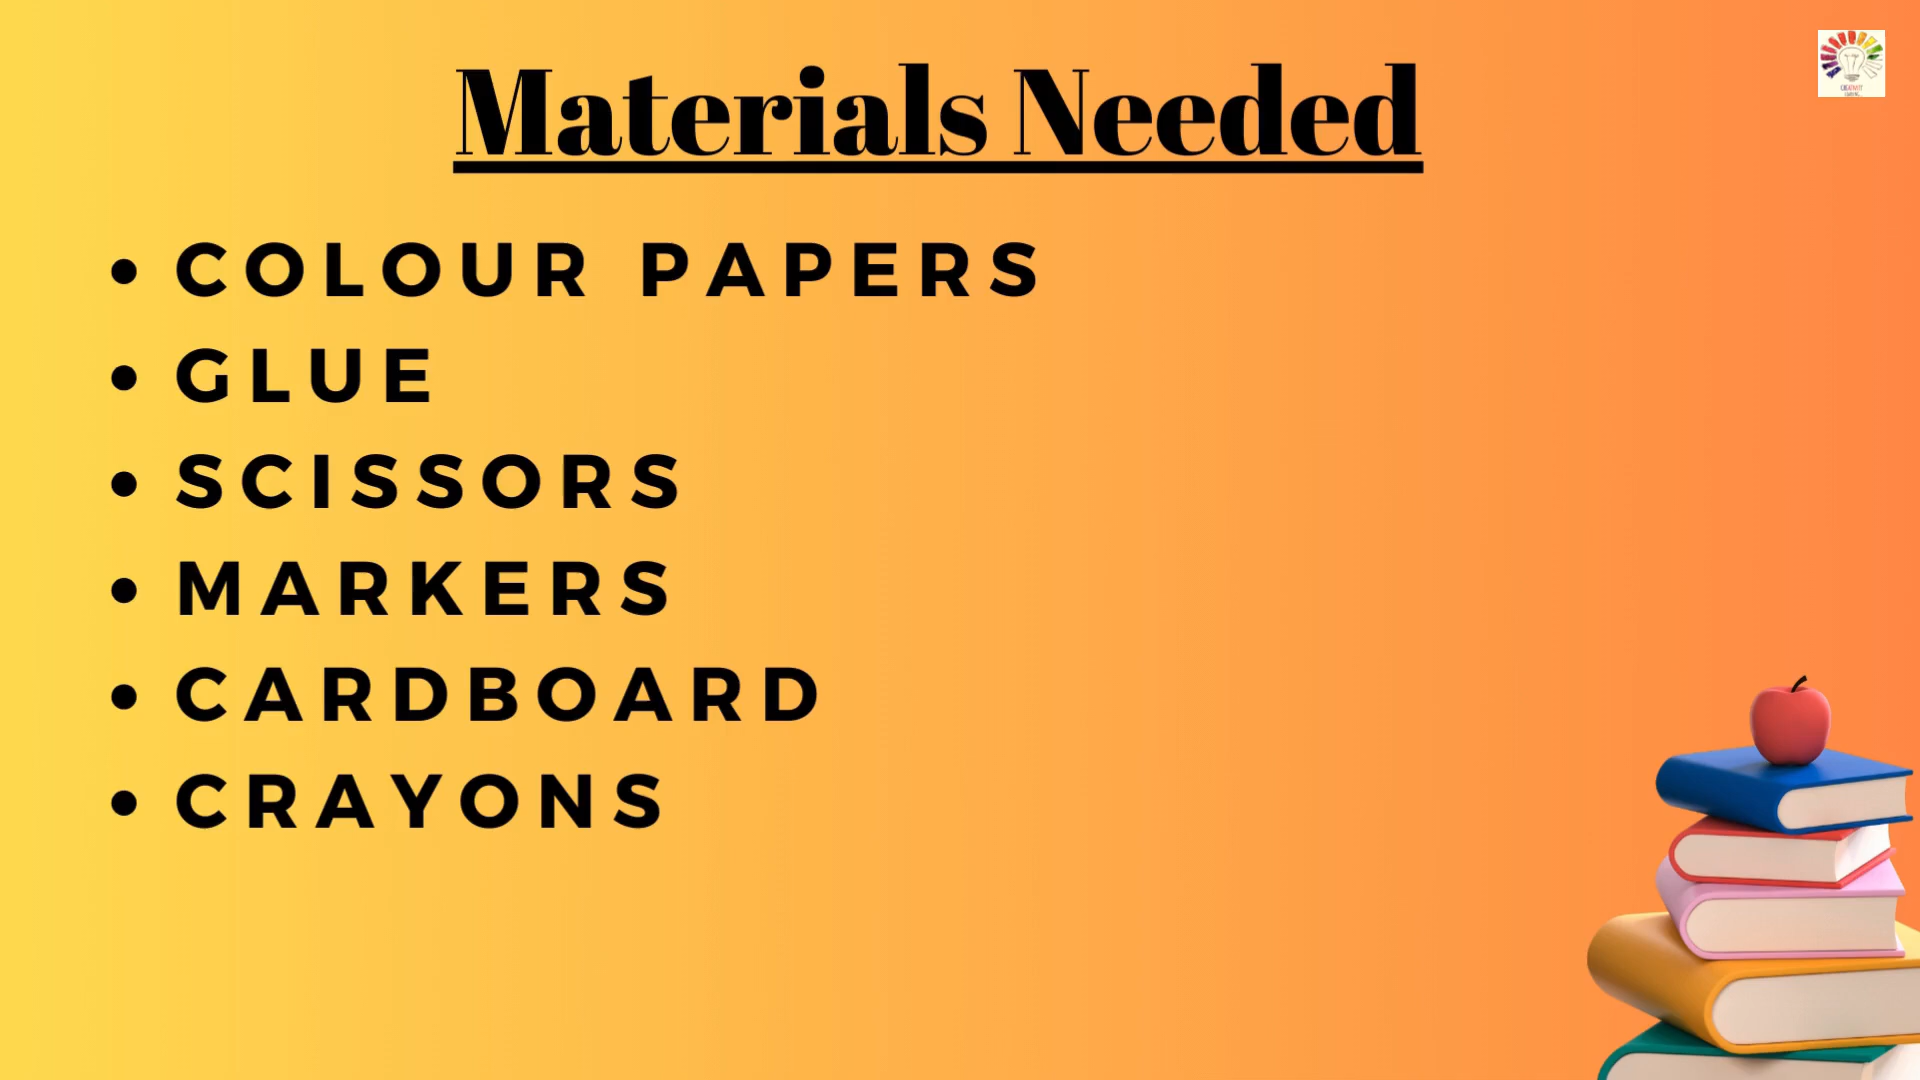 Materials Needed
COLOUR PAPERS
GLUE
SCISSORS
MARKERS
CARDBOARD
CRAYONS